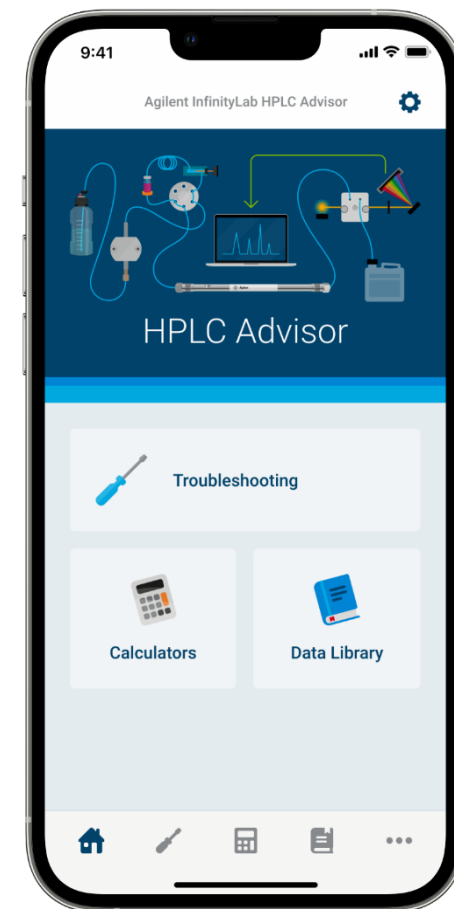 9:41
Agilent InfinityLab HPLC Advisor
HPLC Advisor
Troubleshooting
Calculators
Data Library